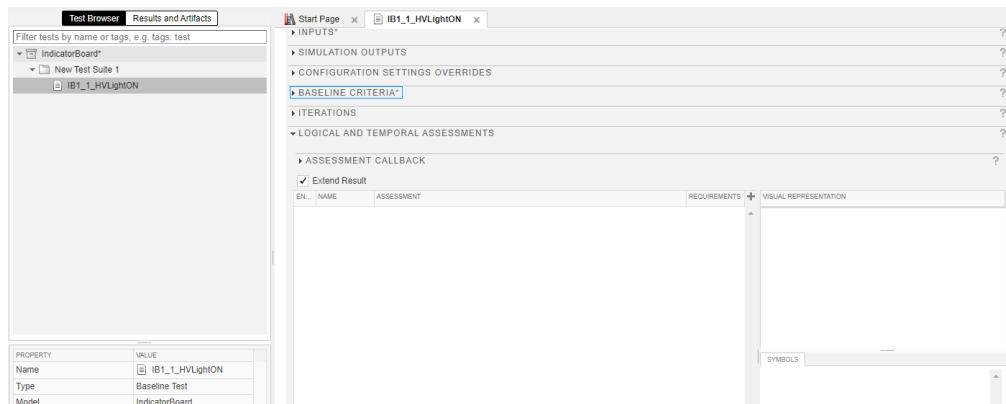 Test Browser Results and Artifacts
Filter tests by name or tags, e.g. tags: test
IndicatorBoard*
New Test Suite 1
IB1_1_HVLightON
PROPERTY VALUE
Name IB1_1_HVLightON
Type Baseline Test
Model IndicatorBoard
Start Page x IB1_1_HVLightON x
INPUTS* ?
SIMULATION OUTPUTS ?
CONFIGURATION SETTINGS OVERRIDES ?
BASELINE CRITERIA* ?
ITERATIONS ?
LOGICAL AND TEMPORAL ASSESSMENTS ?
ASSESSMENT CALLBACK ?
Extend Result
EN... NAME ASSESSMENT REQUIREMENTS + VISUAL REPRESENTATION
SYMBOLS